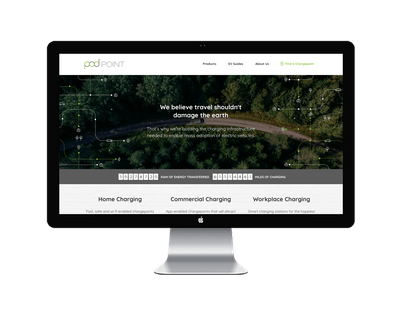 pod POINT
Products EV Guides About Us Find a chargepoint
We believe travel shouldn't
damage the earth
That's why we're building the charging infrastructure
needed to enable mass adoption of electric vehicles.
KWH OF ENERGY TRANSFERRED MILES OF CHARGING
Home Charging Commercial Charging Workplace Charging
Fast, safe and wi-fi enabled chargepoints App-enabled chargepoints that will attract Smart charging stations for the happiest